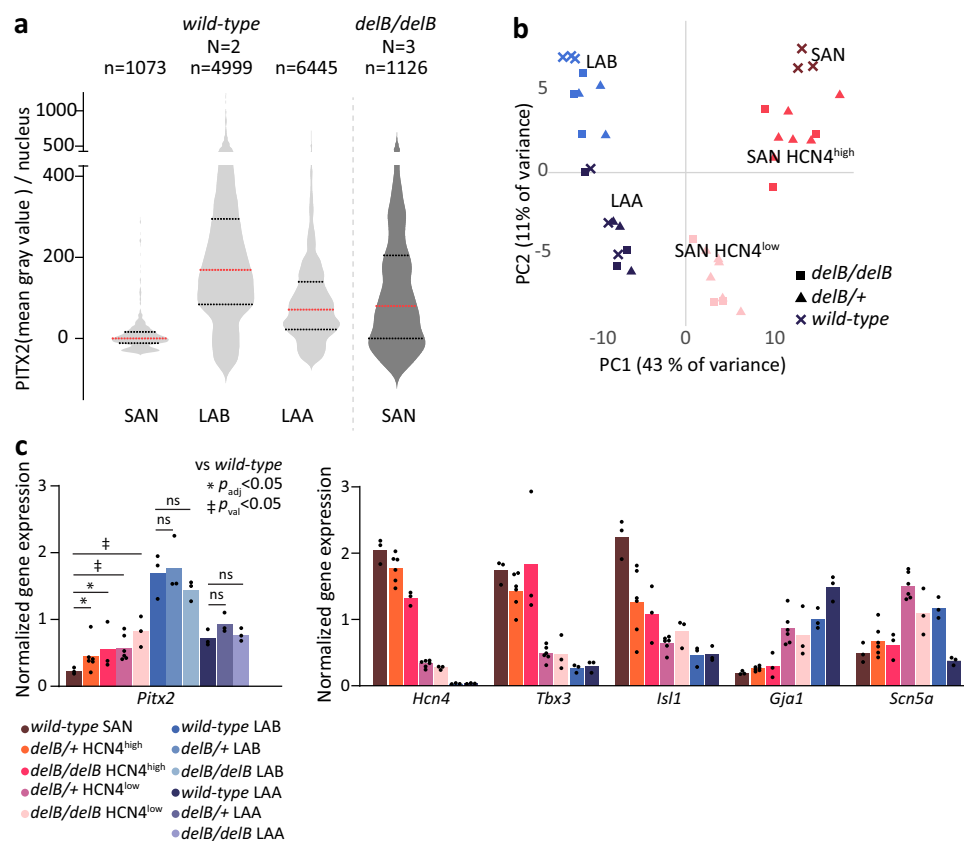 a
wild-type
N=2
delB/delB
N=3
n=1073
n=4999
n=6445
n=1126
PITX2(mean gray value ) / nucleus
1000
500
400
200
0
SAN
LAB
LAA
SAN
b
PC2 (11% of variance)
5
0
-5
LAB
SAN
SAN HCN4high
LAA
SAN HCN4low
delB/delB
delB/+
wild-type
-10
0
10
PC1 (43 % of variance)
c
vs wild-type
* padj<0.05
‡ pval<0.05
Normalized gene expression
3
2
1
0
‡
‡
*
*
ns
ns
ns
ns
Pitx2
wild-type SAN
delB/+ HCN4high
delB/delB HCN4high
delB/+ HCN4low
delB/delB HCN4low
wild-type LAB
delB/+ LAB
delB/delB LAB
wild-type LAA
delB/+ LAA
delB/delB LAA
Normalized gene expression
3
2
1
0
Hcn4
Tbx3
Isl1
Gja1
Scn5a